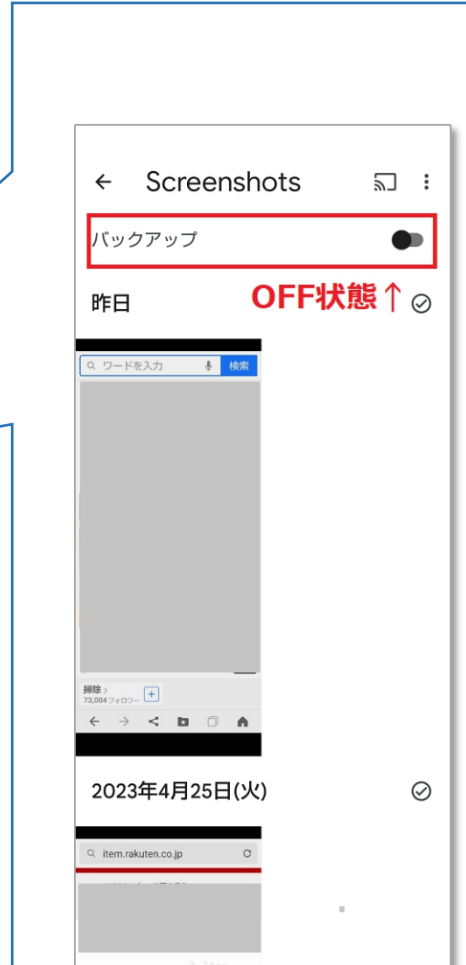 Screenshots
バックアップ
昨日
OFF状態↑
ワードを入力
検索
掃除 >
73,004 フォロワー
2023年4月25日(火)
item.rakuten.co.jp